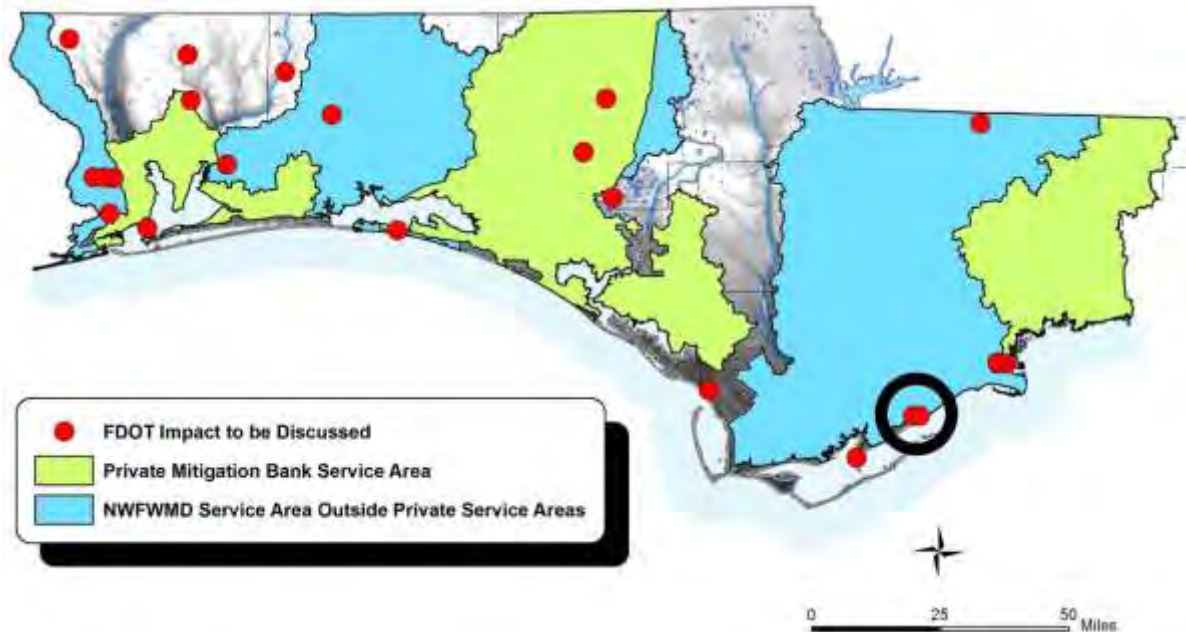 FDOT Impact to be Discussed
Private Mitigation Bank Service Area
NWFWMD Service Area Outside Private Service Areas
0 25 50
Miles